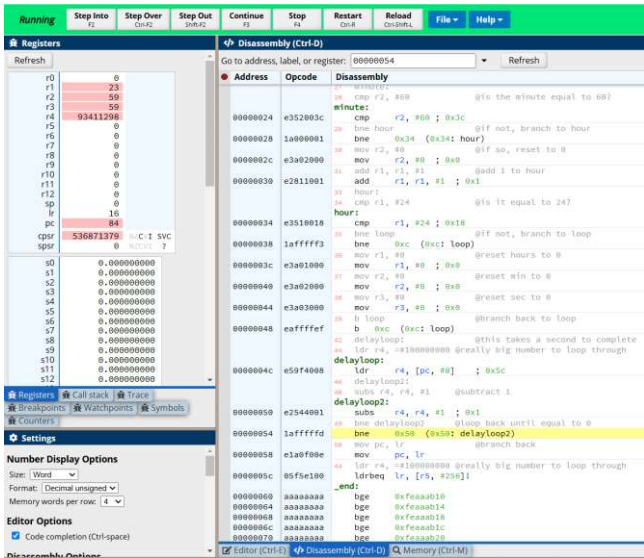 Running
Step Into
F2
Step Over
Ctrl-F2
Step Out
Shift-F2
Continue
F3
Stop
F4
Restart
Ctrl-R
Reload
Ctrl-Shift-L
File
Help
Registers
Refresh
r0 0
r1 23
r2 59
r3 59
r4 93411298
r5 0
r6 0
r7 0
r8 0
r9 0
r10 0
r11 0
r12 0
sp 0
lr 16
pc 84
cpsr 536871379 NZCVI SVC
spsr 0 NZCVI ?
s0 0.000000000
s1 0.000000000
s2 0.000000000
s3 0.000000000
s4 0.000000000
s5 0.000000000
s6 0.000000000
s7 0.000000000
s8 0.000000000
s9 0.000000000
s10 0.000000000
s11 0.000000000
s12 0.000000000
Registers Call stack Trace
Breakpoints Watchpoints Symbols
Counters
Settings
Number Display Options
Size: Word
Format: Decimal unsigned
Memory words per row: 4
Editor Options
Code completion (Ctrl-space)
Disassembly Options
Disassembly (Ctrl-D)
Go to address, label, or register: 00000054 Refresh
Address Opcode Disassembly
minute:
cmp r2, #60 @is the minute equal to 60?
minute:
00000024 e352003c cmp r2, #60 ; 0x3c
bne hour @if not, branch to hour
00000028 1a000001 bne 0x34 (0x34: hour)
mov r2, #0 @if so, reset to 0
0000002c e3a02000 mov r2, #0 ; 0x0
add r1, r1, #1 @add 1 to hour
00000030 e2811001 add r1, r1, #1 ; 0x1
hour:
cmp r1, #24 @is it equal to 24?
hour:
00000034 e3510018 cmp r1, #24 ; 0x18
bne loop @if not, branch to loop
00000038 1afffff3 bne 0xc (0xc: loop)
mov r1, #0 @reset hours to 0
0000003c e3a01000 mov r1, #0 ; 0x0
mov r2, #0 @reset min to 0
00000040 e3a02000 mov r2, #0 ; 0x0
mov r3, #0 @reset sec to 0
00000044 e3a03000 mov r3, #0 ; 0x0
b loop @branch back to loop
00000048 eaffffef b 0xc (0xc: loop)
delayloop: @this takes a second to complete
ldr r4, =#100000000 @really big number to loop through
delayloop:
0000004c e59f4008 ldr r4, [pc, #8] ; 0x5c
delayloop2:
subs r4, r4, #1 @subtract 1
delayloop2:
00000050 e2544001 subs r4, r4, #1 ; 0x1
bne delayloop2 @loop back until equal to 0
00000054 1afffffd bne 0x50 (0x50: delayloop2)
mov pc, lr @branch back
00000058 e1a0f00e mov pc, lr
ldr r4, =#100000000 @really big number to loop through
0000005c 05f5e100 ldrbeq lr, [r5, #256]!
_end:
00000060 aaaaaaaa bge 0xfeaaab10
00000064 aaaaaaaa bge 0xfeaaab14
00000068 aaaaaaaa bge 0xfeaaab18
0000006c aaaaaaaa bge 0xfeaaab1c
00000070 aaaaaaaa bge 0xfeaaab20
Editor (Ctrl-E) Disassembly (Ctrl-D) Memory (Ctrl-M)